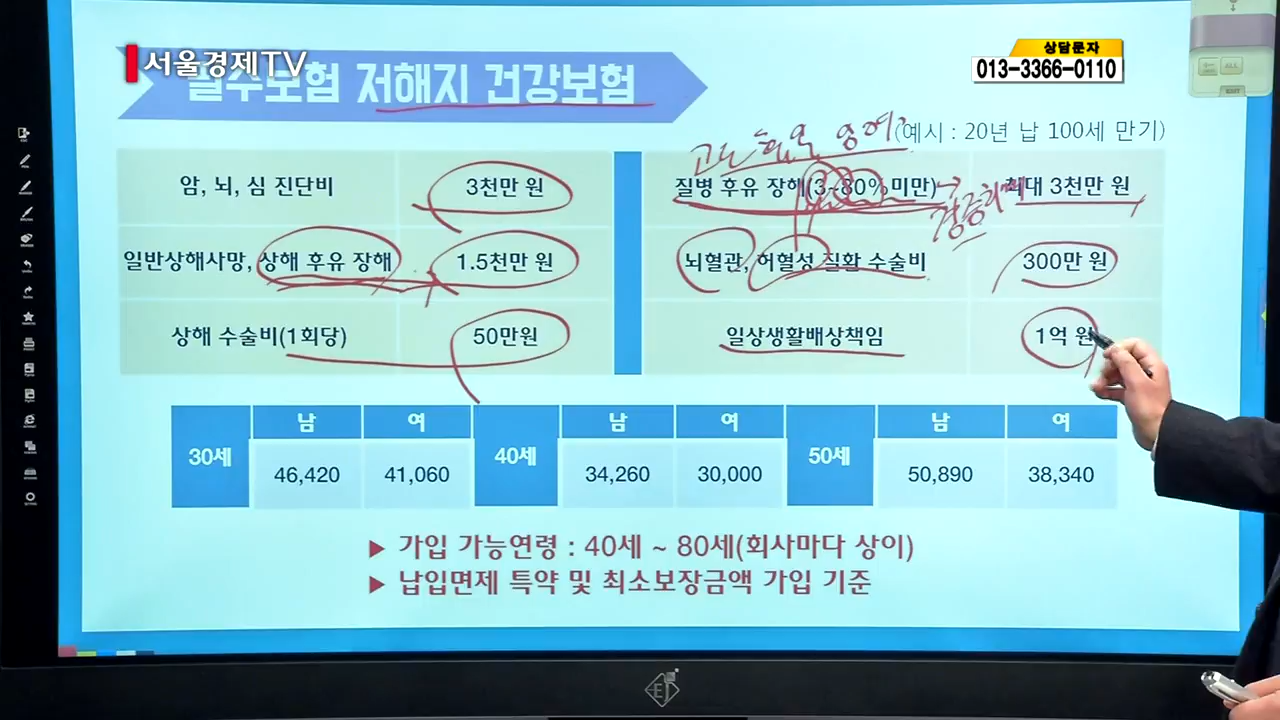 서울경제TV
필수보험 저해지 건강보험
상담문자
013-3366-0110
(예시 : 20년 납 100세 만기)
암, 뇌, 심 진단비 3천만 원 질병 후유 장해(3~80%미만) 최대 3천만 원
일반상해사망, 상해 후유 장해 1.5천만 원 뇌혈관, 허혈성 질환 수술비 300만 원
상해 수술비(1회당) 50만원 일상생활배상책임 1억 원
30세 남 여 40세 남 여 50세 남 여
46,420 41,060 34,260 30,000 50,890 38,340
▶ 가입 가능연령 : 40세 ~ 80세(회사마다 상이)
▶ 납입면제 특약 및 최소보장금액 가입 기준